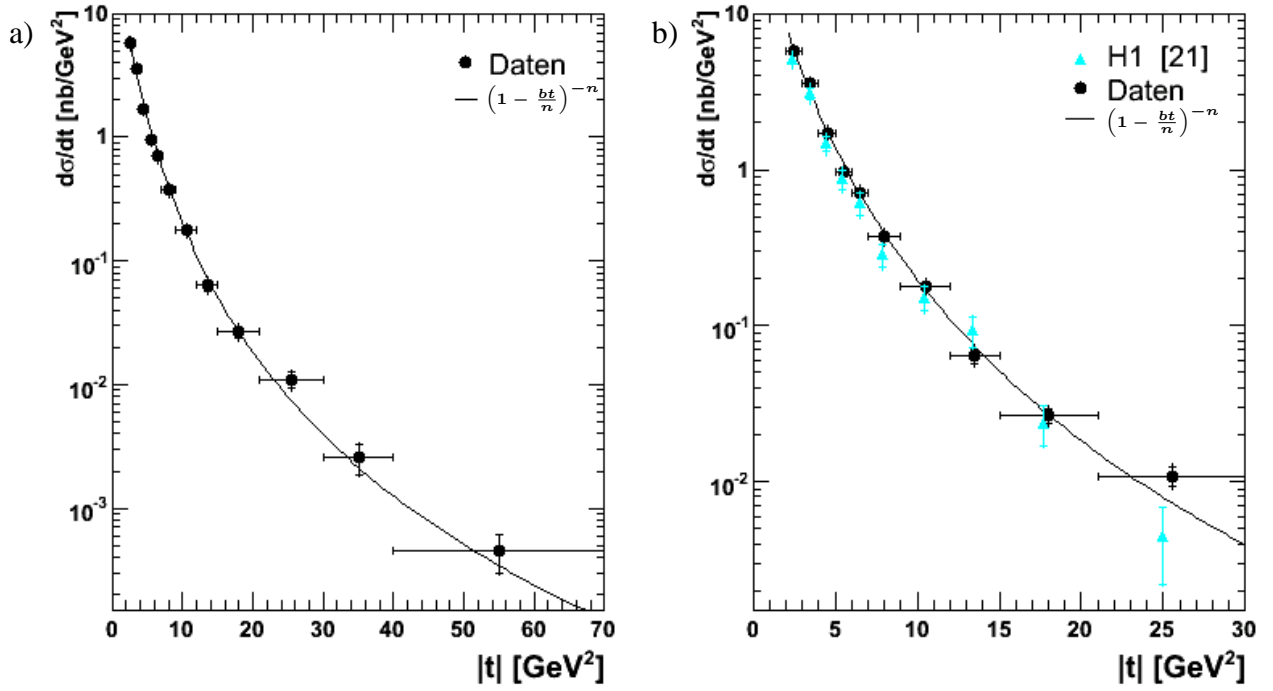 a)
dσ/dt [nb/GeV²]
10
1
10⁻¹
10⁻²
10⁻³
Daten
(1 − bt/n)⁻ⁿ
0 10 20 30 40 50 60 70
|t| [GeV²]
b)
dσ/dt [nb/GeV²]
10
1
10⁻¹
10⁻²
H1 [21]
Daten
(1 − bt/n)⁻ⁿ
0 5 10 15 20 25 30
|t| [GeV²]